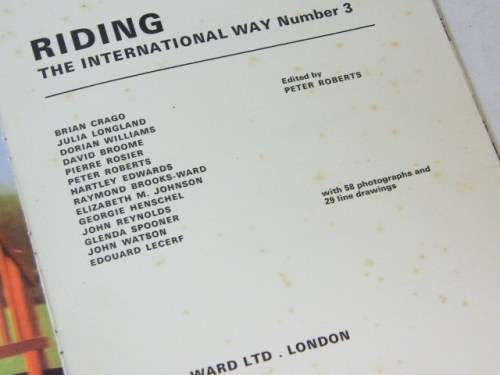 RIDING
THE INTERNATIONAL WAY Number 3
Edited by
PETER ROBERTS
BRIAN CRAGO
JULIA LONGLAND
DORIAN WILLIAMS
DAVID BROOME
PIERRE ROSIER
PETER ROBERTS
HARTLEY EDWARDS
RAYMOND BROOKS-WARD
ELIZABETH M. JOHNSON
GEORGIE HENSCHEL
JOHN REYNOLDS
GLENDA SPOONER
JOHN WATSON
EDOUARD LECERF
with 58 photographs and
29 line drawings
WARD LTD . LONDON